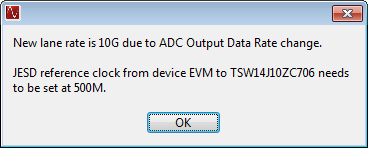 New lane rate is 10G due to ADC Output Data Rate change.
JESD reference clock from device EVM to TSW14J10ZC706 needs
to be set at 500M.
OK